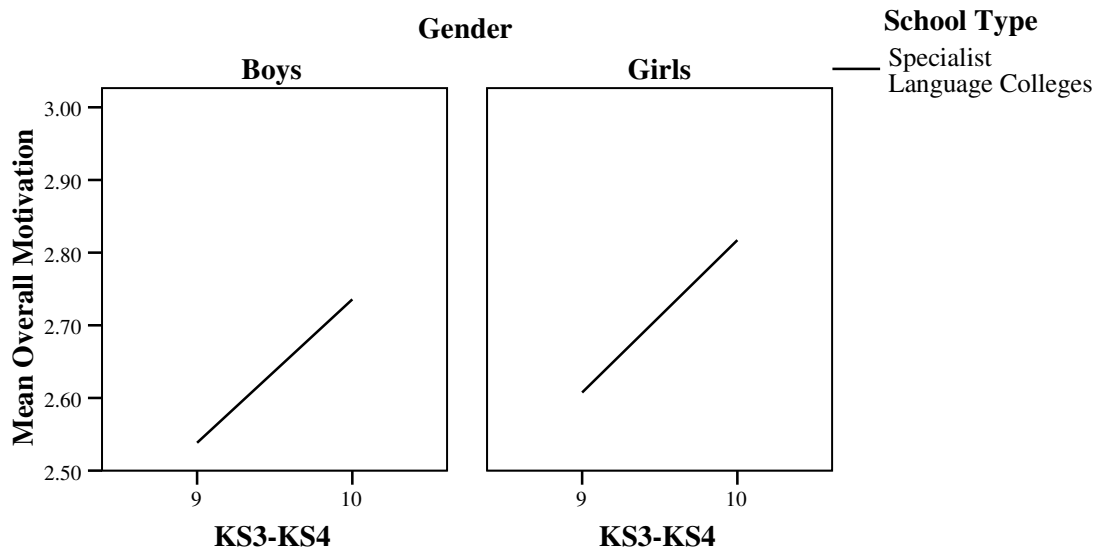 Gender
School Type
Specialist
Language Colleges
Boys
Girls
Mean Overall Motivation
3.00
2.90
2.80
2.70
2.60
2.50
9
10
9
10
KS3-KS4
KS3-KS4